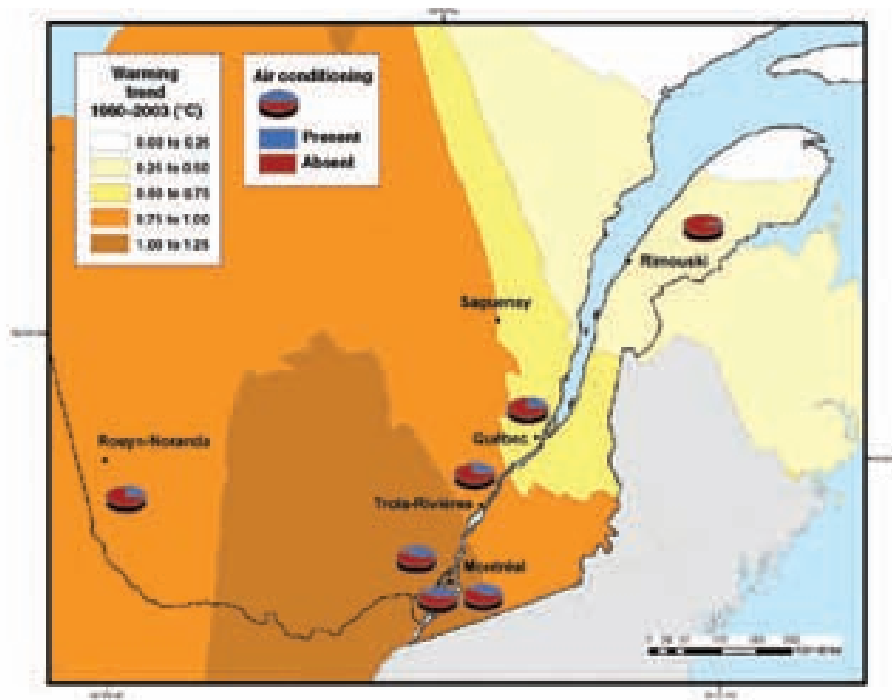 Warming
trend
1960–2003 (°C)
0.00 to 0.25
0.25 to 0.50
0.50 to 0.75
0.75 to 1.00
1.00 to 1.25
Air conditioning
Present
Absent
Rimouski
Saguenay
Québec
Rouyn-Noranda
Trois-Rivières
Montréal